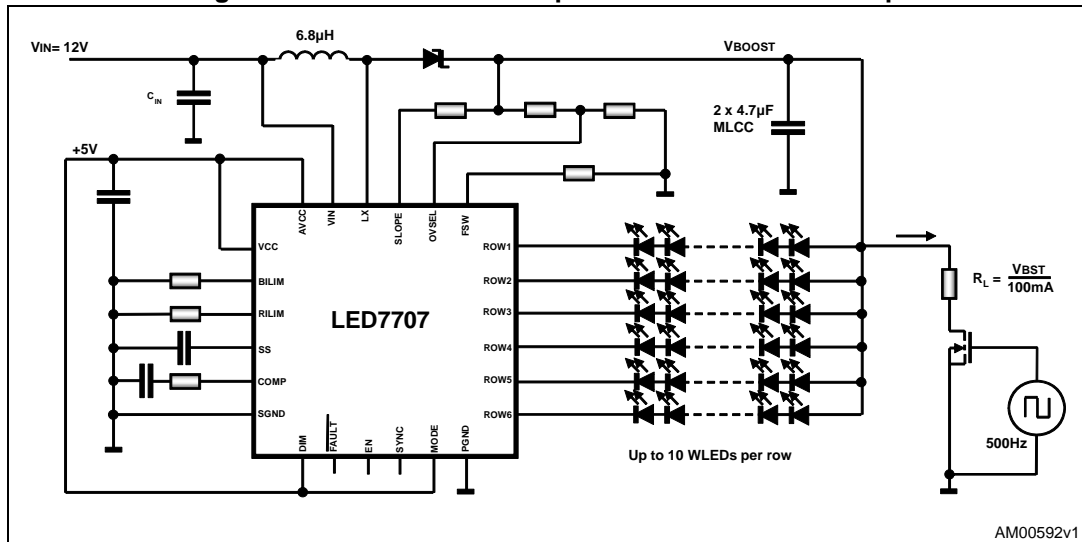 VIN= 12V
6.8µH
VBOOST
CIN
2 x 4.7µF
MLCC
+5V
AVCC
VIN
LX
SLOPE
OVSEL
FSW
VCC
BILIM
RILIM
SS
COMP
SGND
LED7707
ROW1
ROW2
ROW3
ROW4
ROW5
ROW6
DIM
FAULT
EN
SYNC
MODE
PGND
Up to 10 WLEDs per row
RL = VBST
100mA
500Hz
AM00592v1